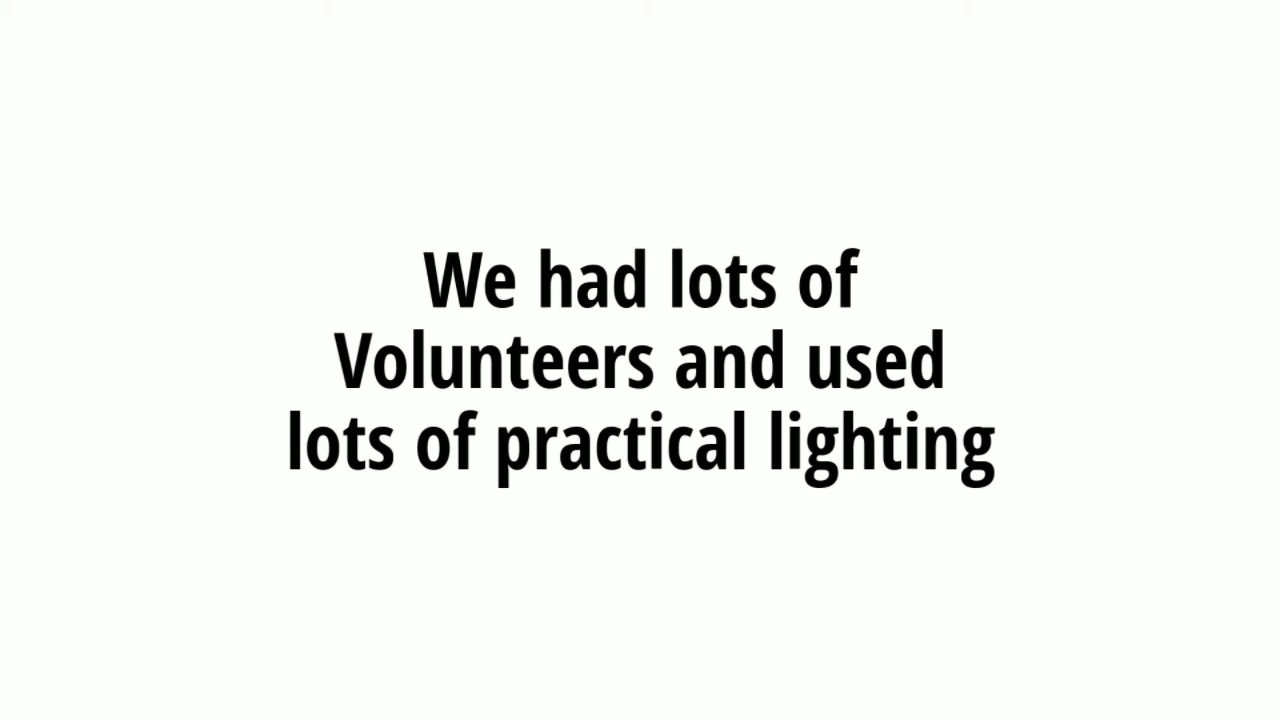 We had lots of
Volunteers and used
lots of practical lighting